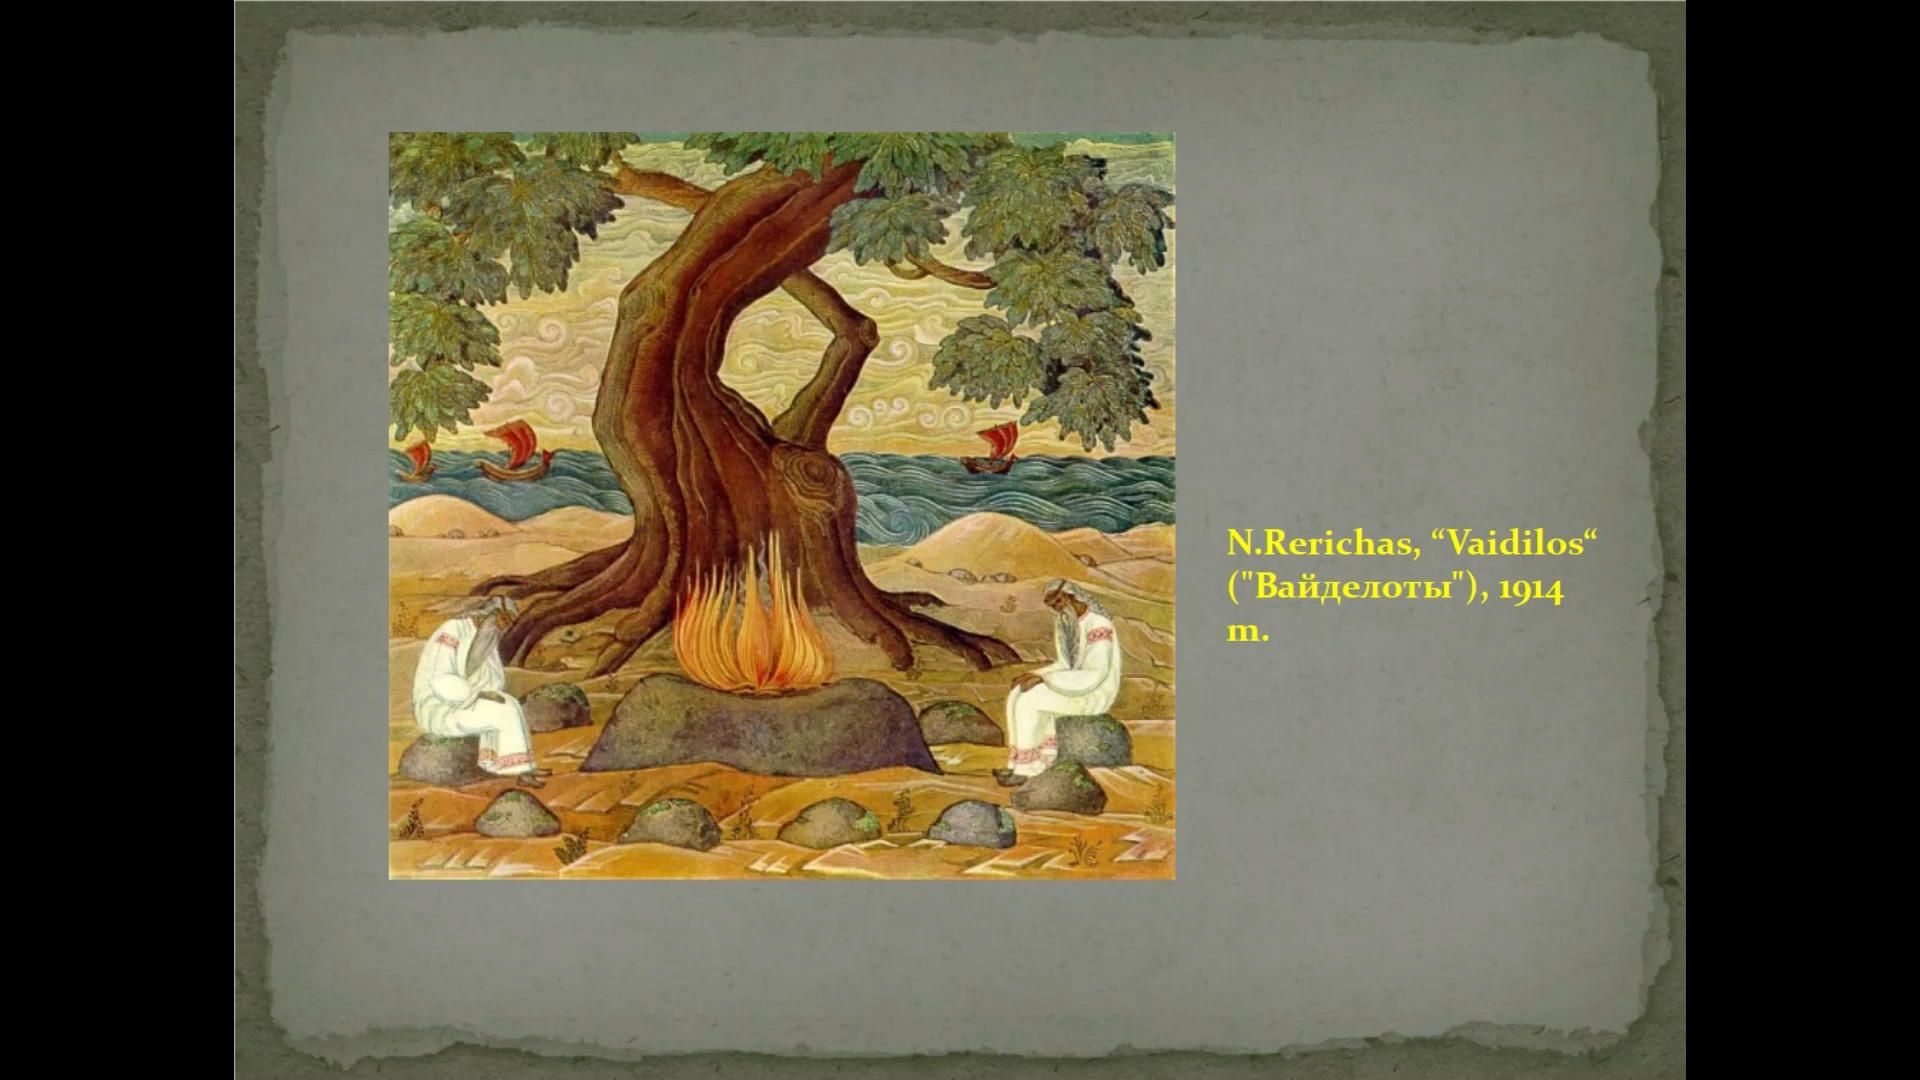 N.Rerichas, “Vaidilos“
("Вайделоты"), 1914
m.